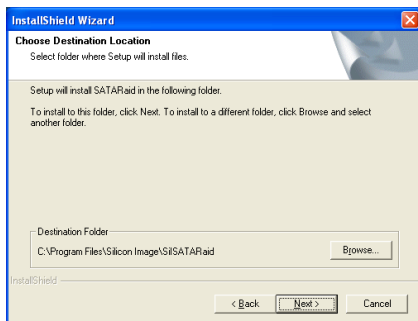 InstallShield Wizard
Choose Destination Location
Select folder where Setup will install files.
Setup will install SATARaid in the following folder.
To install to this folder, click Next. To install to a different folder, click Browse and select
another folder.
Destination Folder
C:\Program Files\Silicon Image\SiISATARaid
Browse...
InstallShield
< Back
Next >
Cancel